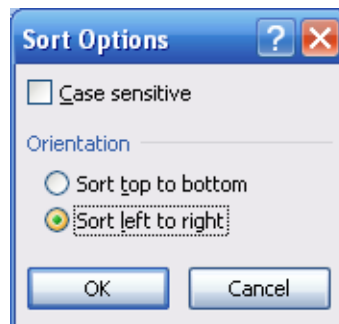 Sort Options
Case sensitive
Orientation
Sort top to bottom
Sort left to right
OK Cancel